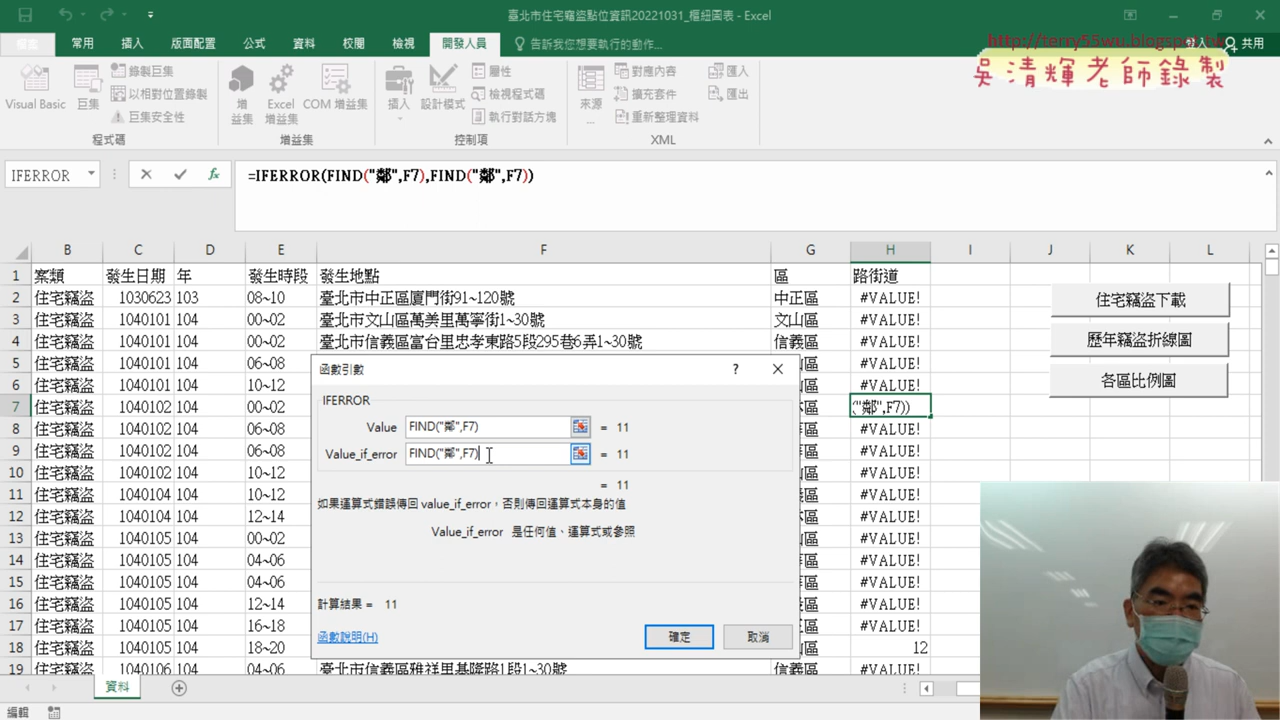 臺北市住宅竊盜點位資訊20221031_樞紐圖表 - Excel
檔案 常用 插入 版面配置 公式 資料 校閱 檢視 開發人員 告訴我您想要執行的動作... 登入 共用
http://terry55wu.blogspot.tw
吳清輝老師錄製
Visual Basic 巨集 錄製巨集 以相對位置錄製 巨集安全性 增益集 Excel 增益集 COM 增益集 插入 設計模式 屬性 檢視程式碼 執行對話方塊 來源 對應內容 擴充套件 重新整理資料 匯入 匯出
程式碼 增益集 控制項 XML
IFERROR =IFERROR(FIND("鄰",F7),FIND("鄰",F7))
B C D E F G H I J K L
1 案類 發生日期 年 發生時段 發生地點 區 路街道
2 住宅竊盜 1030623 103 08~10 臺北市中正區廈門街91~120號 中正區 #VALUE! 住宅竊盜下載
3 住宅竊盜 1040101 104 00~02 臺北市文山區萬美里萬寧街1~30號 文山區 #VALUE!
4 住宅竊盜 1040101 104 00~02 臺北市信義區富台里忠孝東路5段295巷6弄1~30號 信義區 #VALUE! 歷年竊盜折線圖
5 住宅竊盜 1040101 104 06~08 #VALUE!
6 住宅竊盜 1040101 104 10~12 #VALUE! 各區比例圖
7 住宅竊盜 1040102 104 00~02 ("鄰",F7))
8 住宅竊盜 1040102 104 06~08 #VALUE!
9 住宅竊盜 1040102 104 06~08 #VALUE!
10 住宅竊盜 1040102 104 10~12 #VALUE!
11 住宅竊盜 1040104 104 10~12 #VALUE!
12 住宅竊盜 1040104 104 12~14 #VALUE!
13 住宅竊盜 1040105 104 00~02 #VALUE!
14 住宅竊盜 1040105 104 04~06 #VALUE!
15 住宅竊盜 1040105 104 04~06 #VALUE!
16 住宅竊盜 1040105 104 12~14 #VALUE!
17 住宅竊盜 1040105 104 16~18 #VALUE!
18 住宅竊盜 1040105 104 18~20 12
19 住宅竊盜 1040106 104 04~06 臺北市信義區雅祥里基隆路1段1~30號 信義區 #VALUE!
函數引數 ?
IFERROR
Value FIND("鄰",F7) = 11
Value_if_error FIND("鄰",F7) = 11
= 11
如果運算式錯誤傳回 value_if_error，否則傳回運算式本身的值
Value_if_error 是任何值、運算式或參照
計算結果 = 11
函數說明(H) 確定 取消
資料
編輯